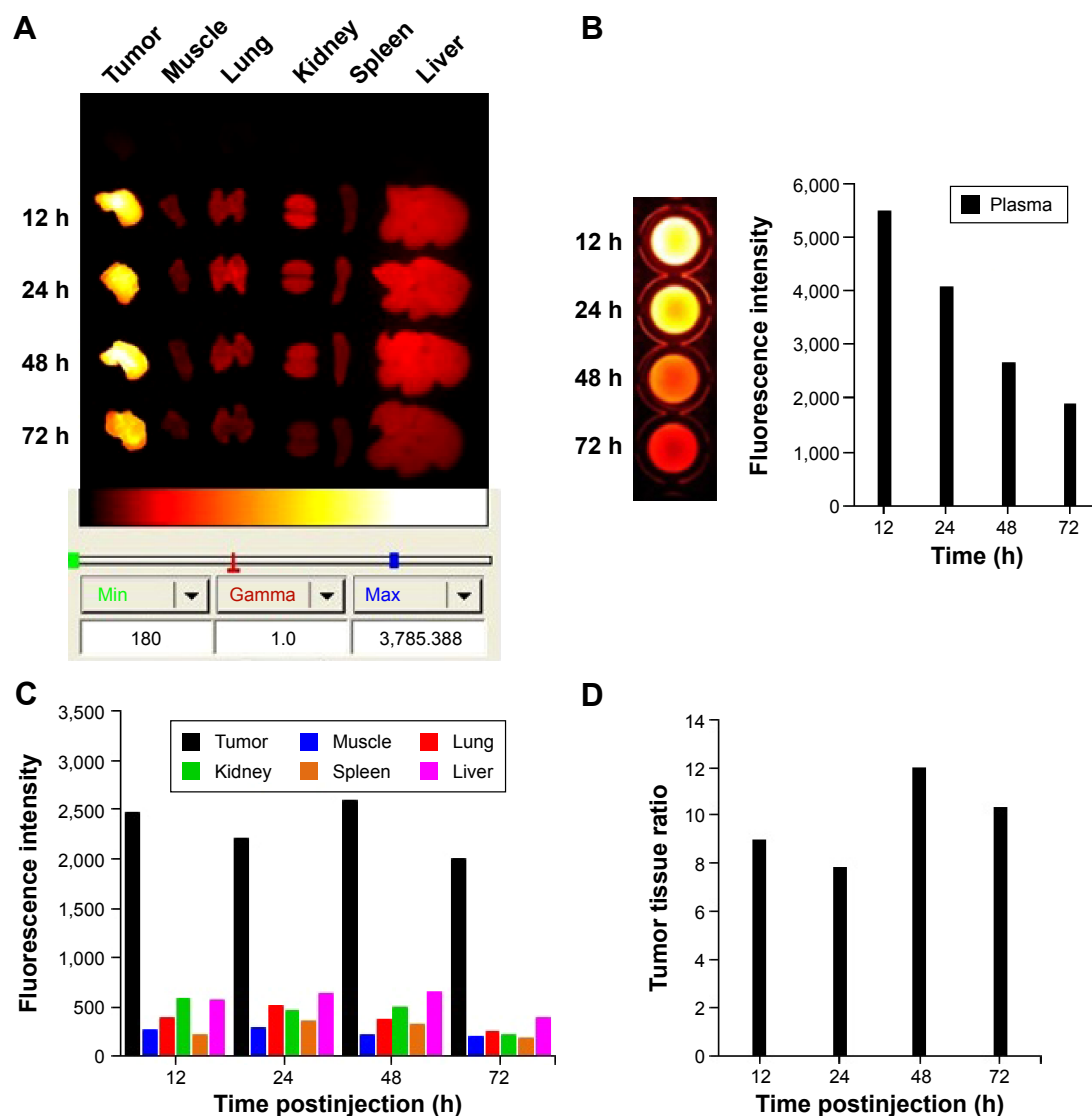 A
Tumor
Muscle
Lung
Kidney
Spleen
Liver
12 h
24 h
48 h
72 h
Min
Gamma
Max
180
1.0
3,785.388
B
12 h
24 h
48 h
72 h
Fluorescence intensity
6,000
5,000
4,000
3,000
2,000
1,000
0
Plasma
12 24 48 72
Time (h)
C
Fluorescence intensity
3,500
3,000
2,500
2,000
1,500
1,000
500
0
Tumor Muscle Lung
Kidney Spleen Liver
12 24 48 72
Time postinjection (h)
D
Tumor tissue ratio
14
12
10
8
6
4
2
0
12 24 48 72
Time postinjection (h)